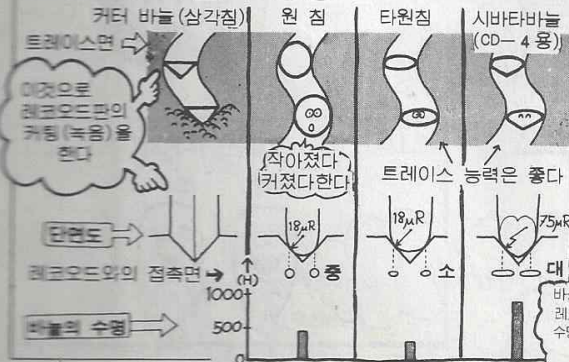 커터 바늘(삼각침)
원 침
타원침
시바타바늘
(CD-4 용)
트레이스면
이것으로
레코오드판의
커팅(녹음)을
한다
작아졌다
커졌다한다
트레이스 능력은 좋다
단면도
18μR
18μR
75μR
레코오드와의 접촉면
중
소
대
(H)
1000
500
0
바늘의 수명